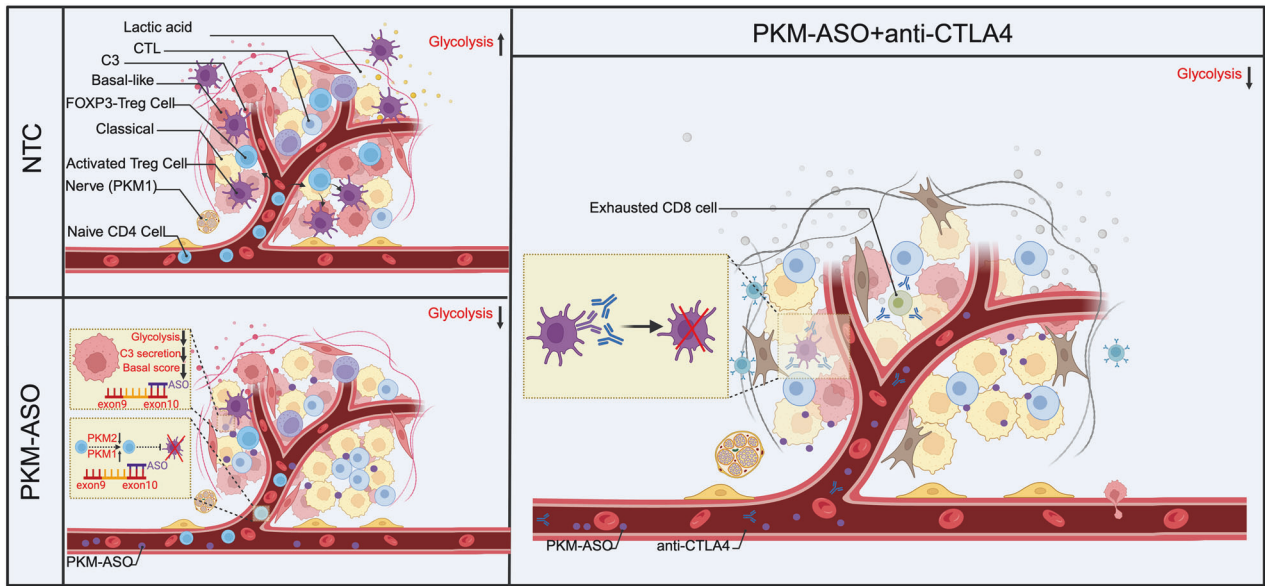 NTC
Lactic acid
CTL
C3
Basal-like
FOXP3-Treg Cell
Classical
Activated Treg Cell
Nerve (PKM1)
Naive CD4 Cell
Glycolysis
PKM-ASO
Glycolysis
Glycolysis
C3 secretion
Basal score
ASO
exon9 exon10
PKM2
PKM1
ASO
exon9 exon10
PKM-ASO
PKM-ASO+anti-CTLA4
Glycolysis
Exhausted CD8 cell
PKM-ASO
anti-CTLA4